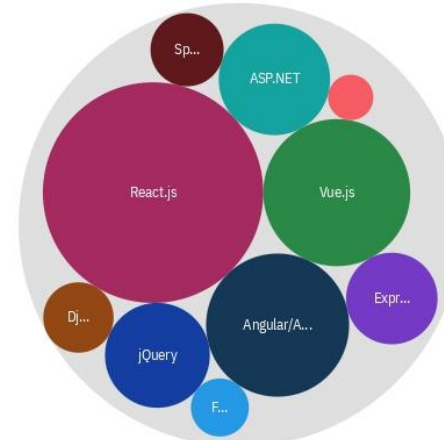 Sp...
ASP.NET
React.js
Vue.js
Expr...
Dj...
Angular/A...
jQuery
F...